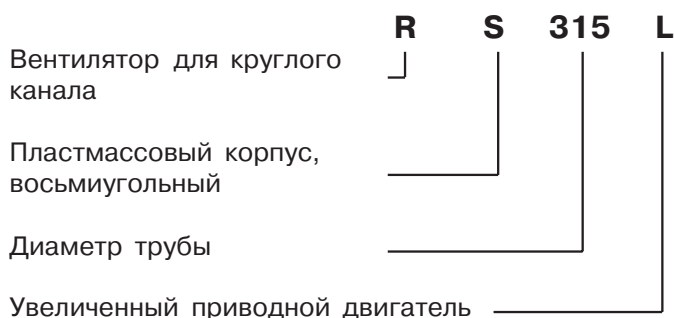 R S 315 L
Вентилятор для круглого
канала
Пластмассовый корпус,
восьмиугольный
Диаметр трубы
Увеличенный приводной двигатель